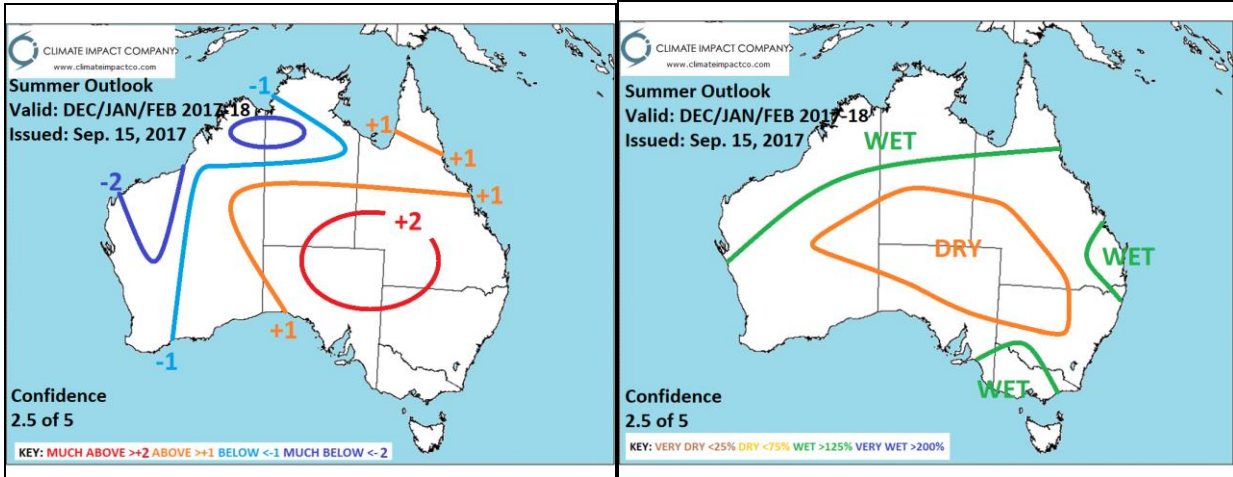 CLIMATE IMPACT COMPANY
www.climateimpactco.com
Summer Outlook
Valid: DEC/JAN/FEB 2017-18
Issued: Sep. 15, 2017
-1
+1
+1
-2
+1
+2
+1
-1
Confidence
2.5 of 5
KEY: MUCH ABOVE >+2 ABOVE >+1 BELOW <-1 MUCH BELOW <-2
CLIMATE IMPACT COMPANY
www.climateimpactco.com
Summer Outlook
Valid: DEC/JAN/FEB 2017-18
Issued: Sep. 15, 2017
WET
DRY
WET
WET
Confidence
2.5 of 5
KEY: VERY DRY <25% DRY <75% WET >125% VERY WET >200%